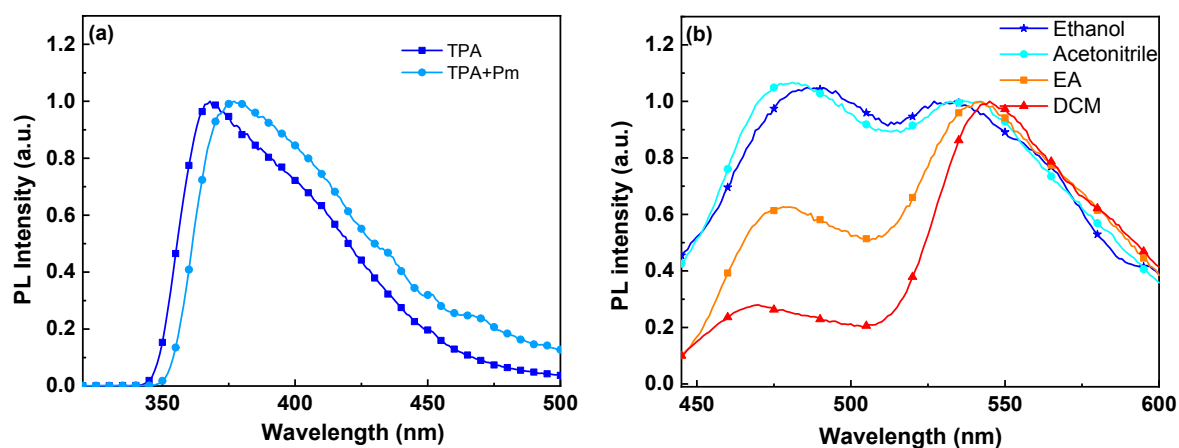 (a)
TPA
TPA+Pm
PL Intensity (a.u.)
1.2
1.0
0.8
0.6
0.4
0.2
0.0
350 400 450 500
Wavelength (nm)
(b)
Ethanol
Acetonitrile
EA
DCM
PL intensity (a.u.)
1.2
1.0
0.8
0.6
0.4
0.2
0.0
450 500 550 600
Wavelength (nm)